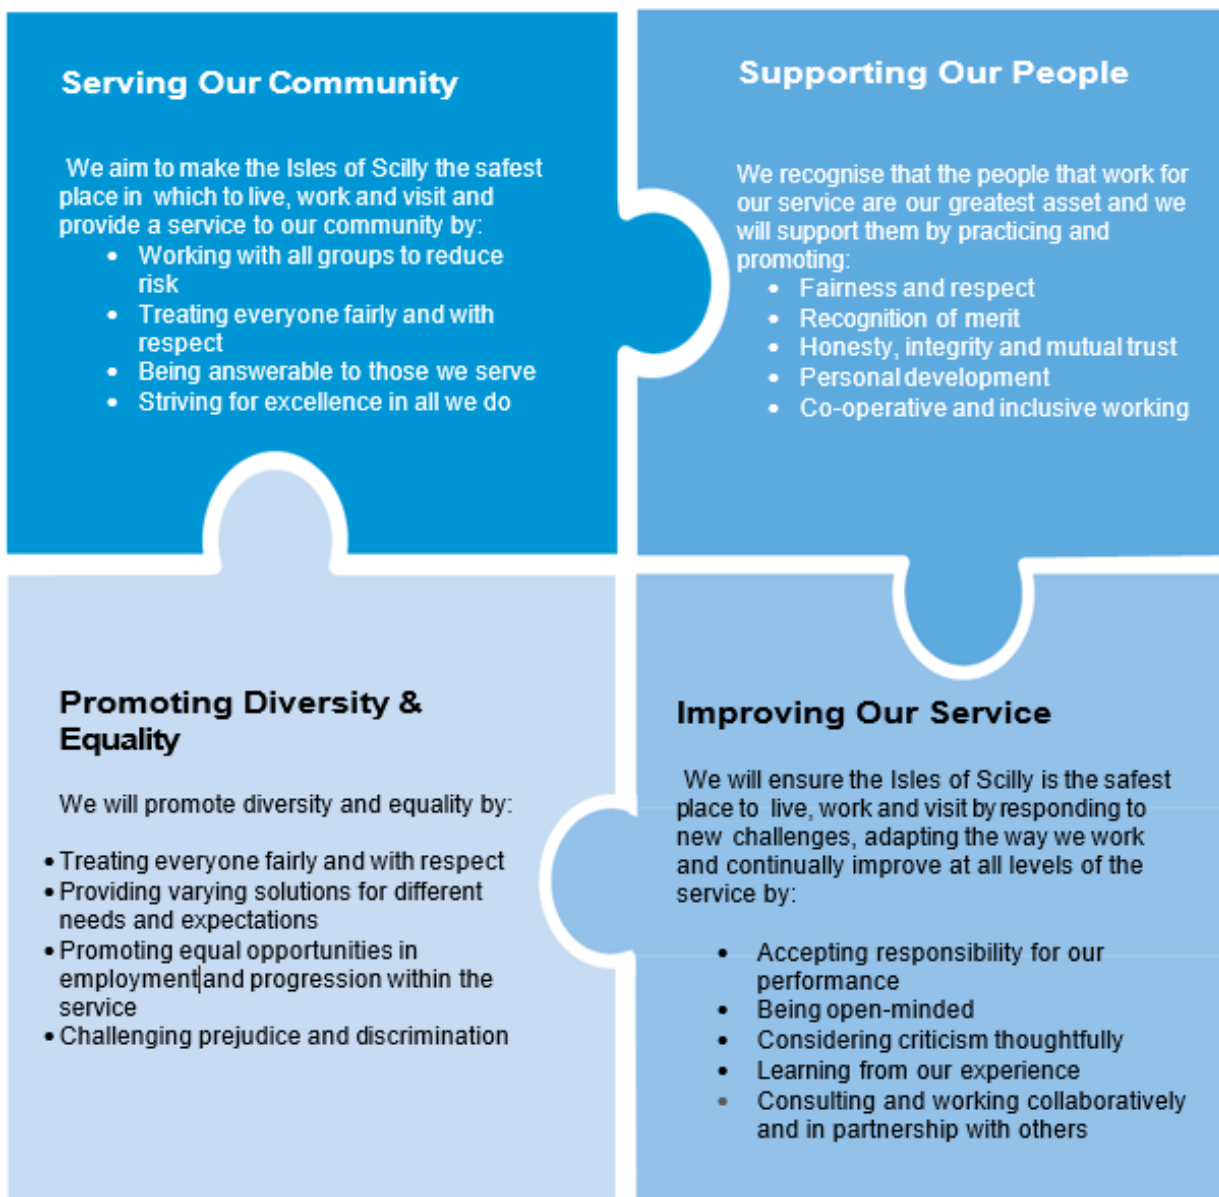 Serving Our Community
We aim to make the Isles of Scilly the safest
place in which to live, work and visit and
provide a service to our community by:
• Working with all groups to reduce
risk
• Treating everyone fairly and with
respect
• Being answerable to those we serve
• Striving for excellence in all we do
Supporting Our People
We recognise that the people that work for
our service are our greatest asset and we
will support them by practicing and
promoting:
• Fairness and respect
• Recognition of merit
• Honesty, integrity and mutual trust
• Personal development
• Co-operative and inclusive working
Promoting Diversity &
Equality
We will promote diversity and equality by:
• Treating everyone fairly and with respect
• Providing varying solutions for different
needs and expectations
• Promoting equal opportunities in
employment and progression within the
service
• Challenging prejudice and discrimination
Improving Our Service
We will ensure the Isles of Scilly is the safest
place to live, work and visit by responding to
new challenges, adapting the way we work
and continually improve at all levels of the
service by:
• Accepting responsibility for our
performance
• Being open-minded
• Considering criticism thoughtfully
• Learning from our experience
• Consulting and working collaboratively
and in partnership with others